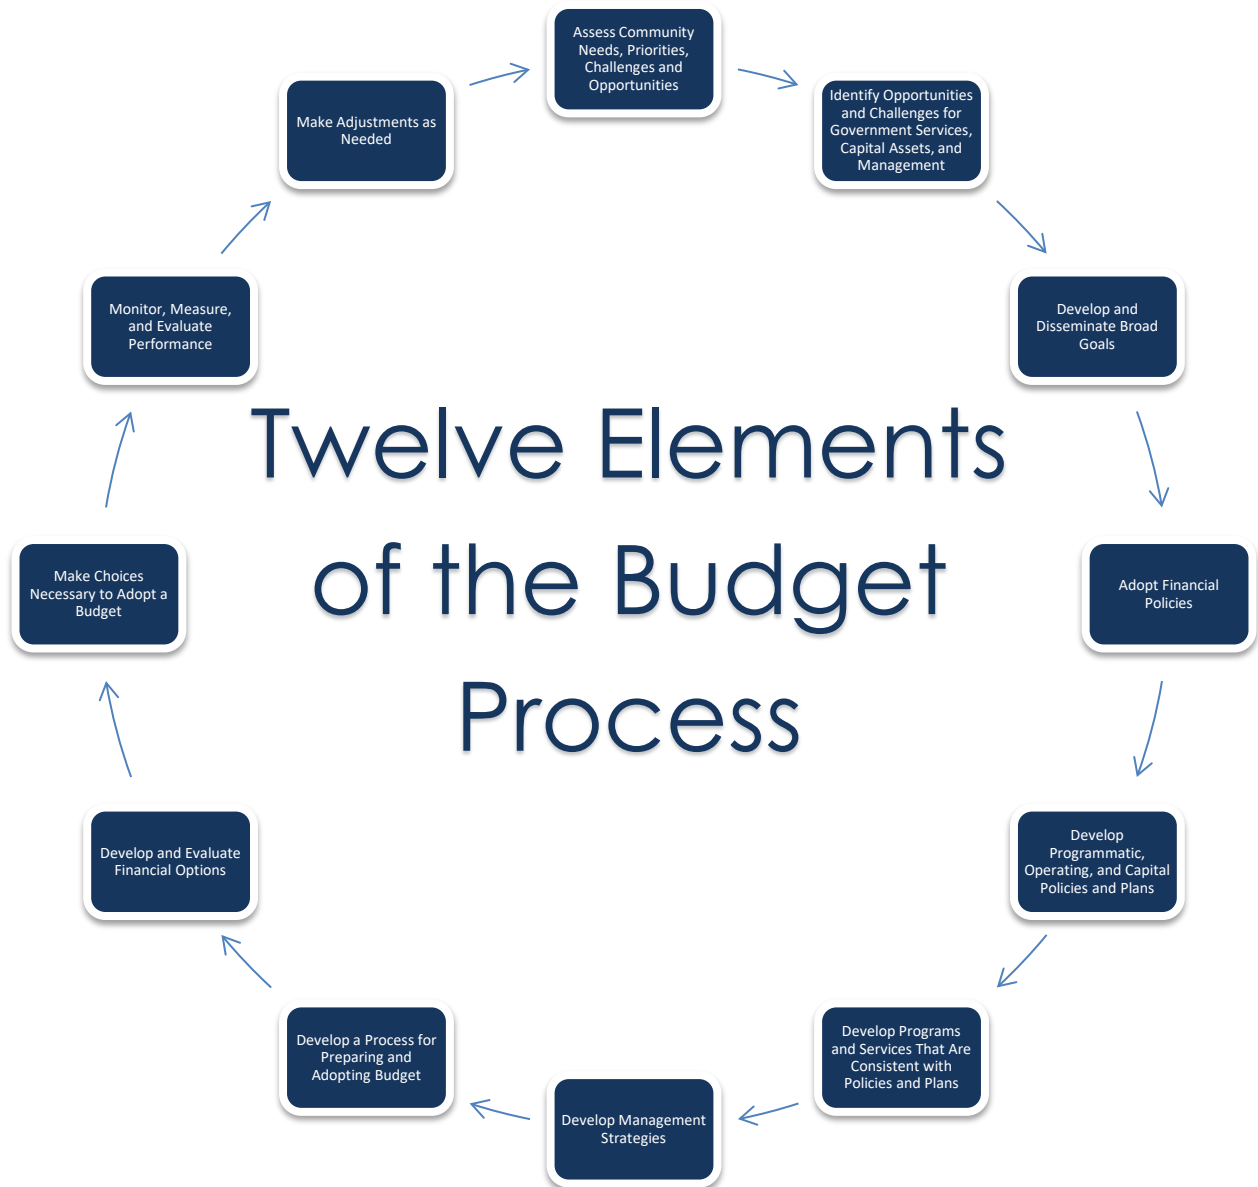 Assess Community
Needs, Priorities,
Challenges and
Opportunities
Identify Opportunities
and Challenges for
Government Services,
Capital Assets, and
Management
Develop and
Disseminate Broad
Goals
Adopt Financial
Policies
Develop
Programmatic,
Operating, and Capital
Policies and Plans
Develop Programs
and Services That Are
Consistent with
Policies and Plans
Develop Management
Strategies
Develop a Process for
Preparing and
Adopting Budget
Develop and Evaluate
Financial Options
Make Choices
Necessary to Adopt a
Budget
Monitor, Measure,
and Evaluate
Performance
Make Adjustments as
Needed
Twelve Elements
of the Budget
Process